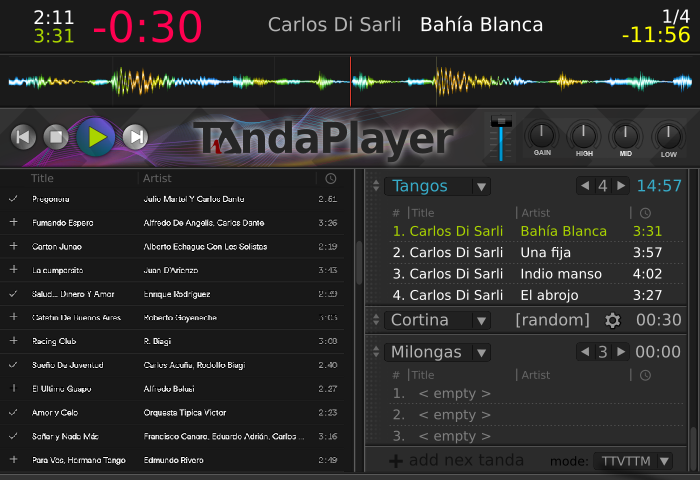 2:11
3:31
-0:30
Carlos Di Sarli Bahía Blanca
1/4
-11:56
TANdaPlayer
GAIN HIGH MID LOW
Title Artist
✓ Pregonera Julio Martel Y Carlos Dante 2:51
+ Fumando Espero Alfredo De Angelis, Carlos Dante 3:26
+ Carton Junao Alberto Echague Con Los Solistas 2:19
+ La cumparsita Juan D'Arienzo 3:43
✓ Salud... Dinero Y Amor Enrique Rodriguez 2:39
+ Cafetin De Buenos Aires Roberto Goyeneche 3:03
+ Racing Club R. Biagi 3:08
✓ Sueño De Juventud Carlos Acuña, Rodolfo Biagi 2:40
El Ultimo Guapo Alfredo Belusi 2:27
✓ Amor y Celo Orquesta Tipica Victor 2:23
✓ Soñar y Nada Más Francisco Canaro, Eduardo Adrián, Carlos ... 3:16
+ Para Vos, Hermano Tango Edmundo Rivero 2:49
Tangos ▼ ◀ 4 ▶ 14:57
# Title Artist
1. Carlos Di Sarli Bahía Blanca 3:31
2. Carlos Di Sarli Una fija 3:57
3. Carlos Di Sarli Indio manso 4:02
4. Carlos Di Sarli El abrojo 3:27
Cortina ▼ [random] 00:30
Milongas ▼ ◀ 3 ▶ 00:00
# Title Artist
1. < empty >
2. < empty >
3. < empty >
+ add nex tanda mode: TTVTTM ▼